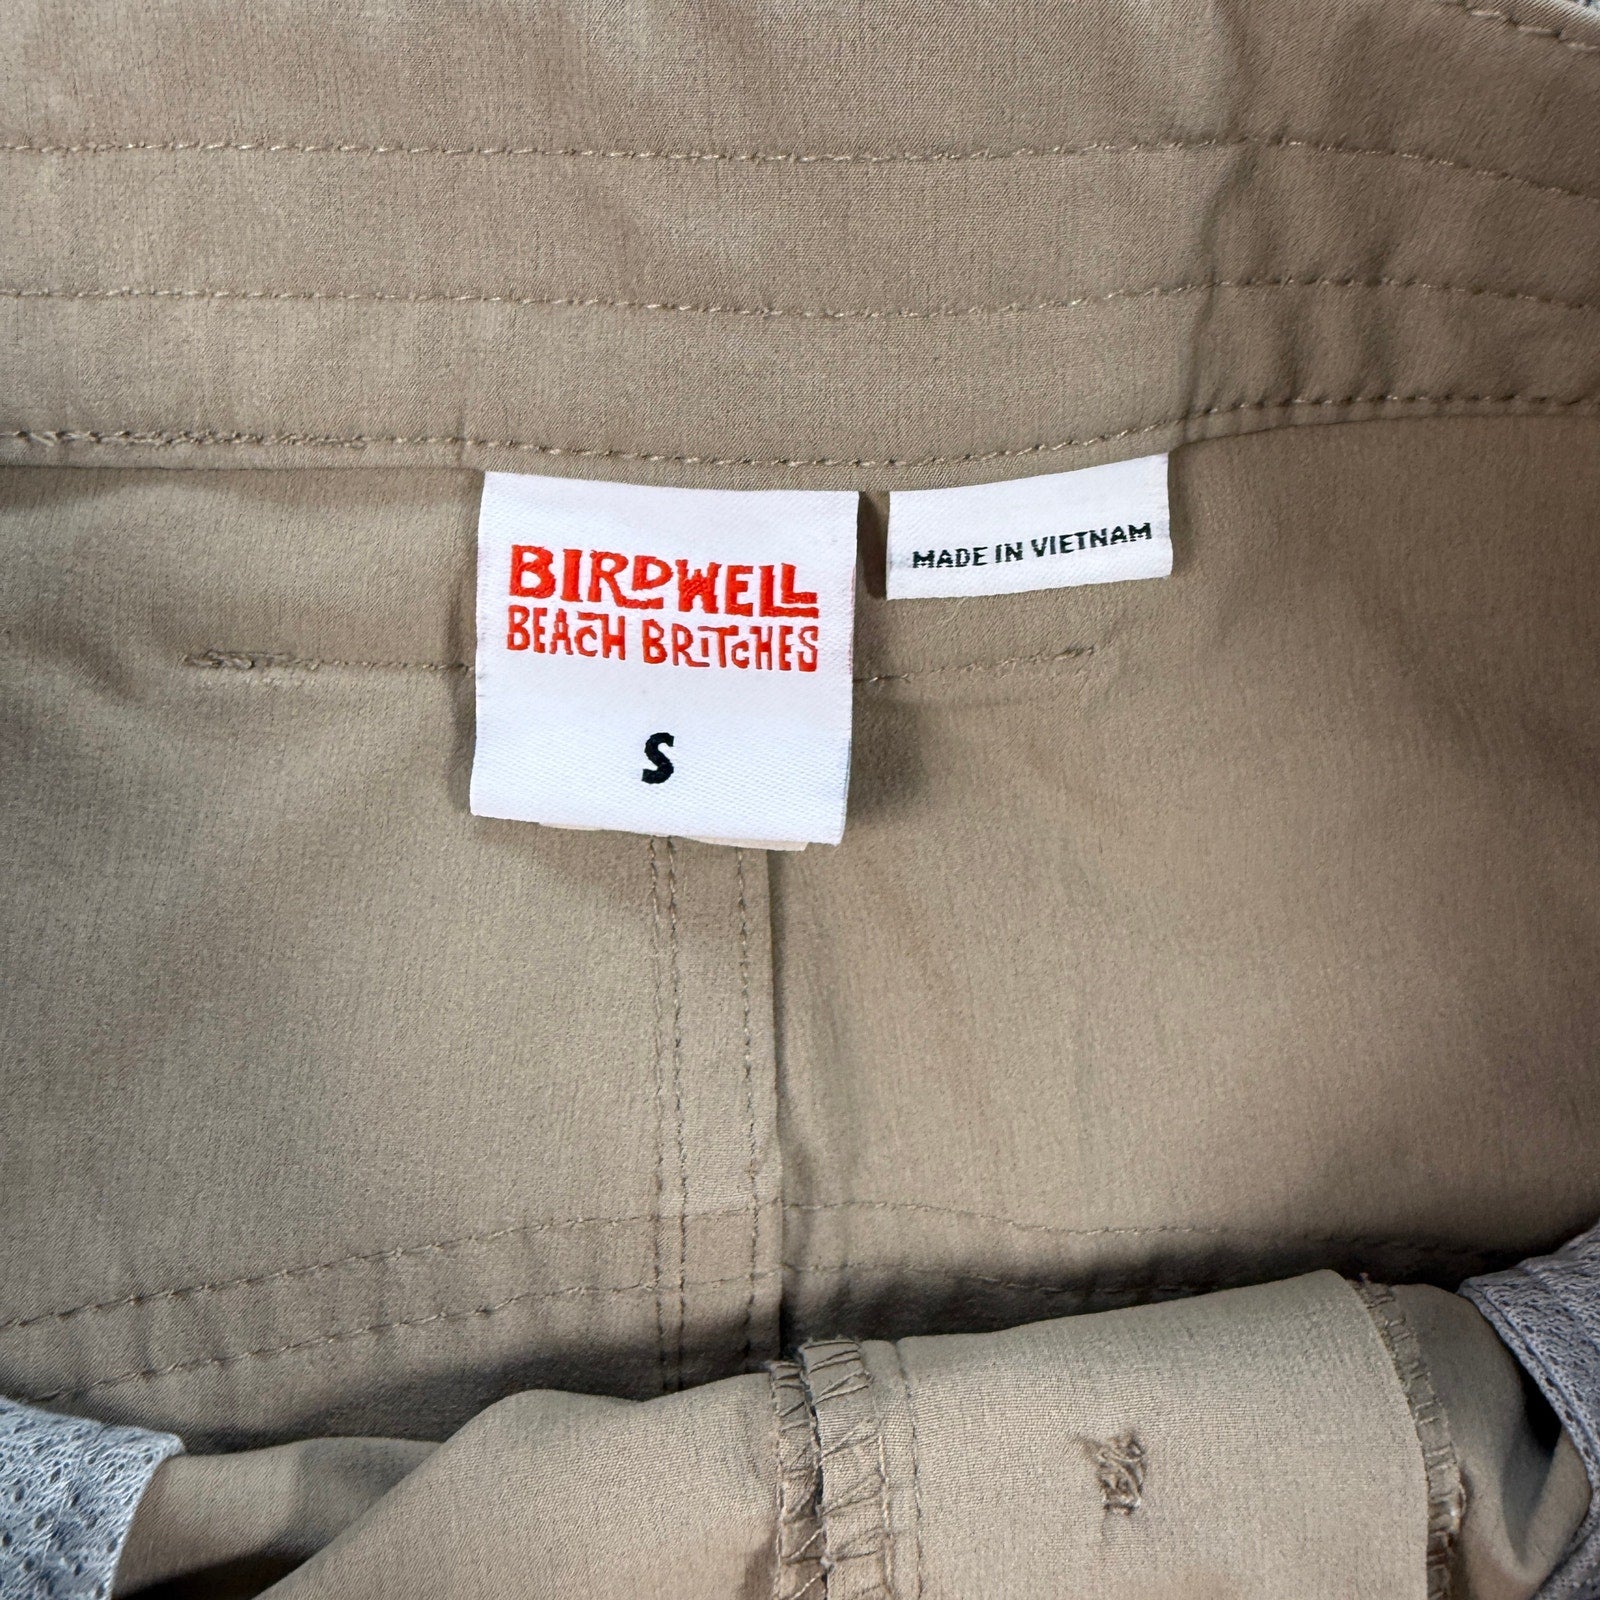 BIRDWELL
BEACH BRITCHES
S
MADE IN VIETNAM